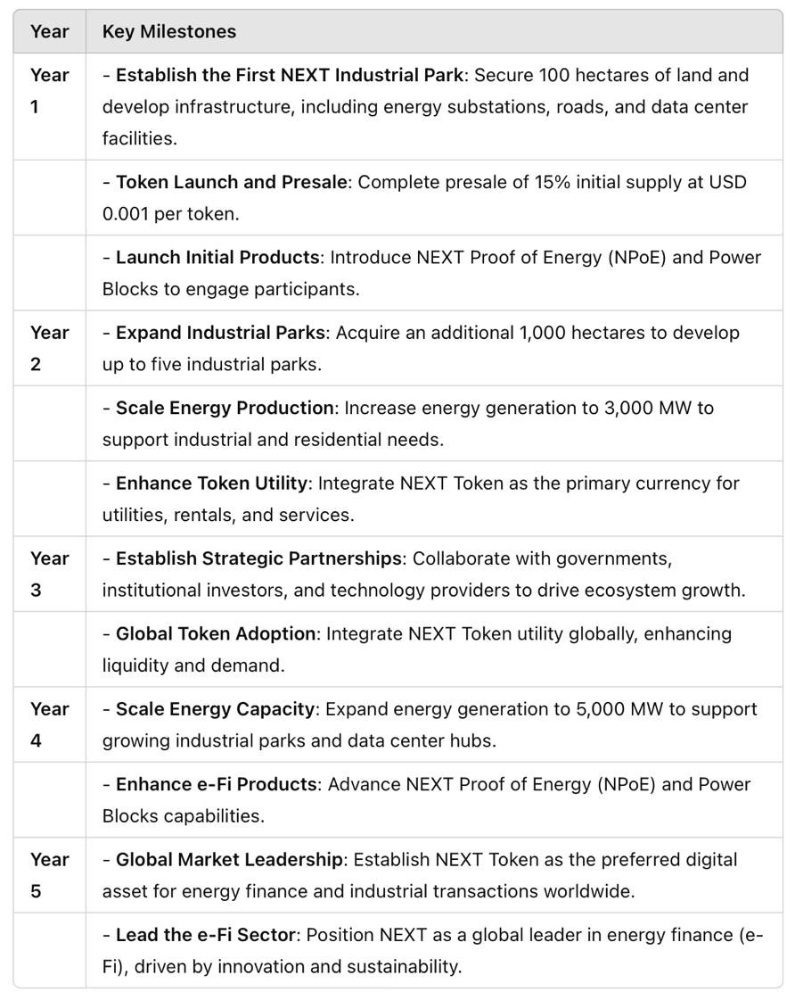 Year Key Milestones
Year - Establish the First NEXT Industrial Park: Secure 100 hectares of land and
1 develop infrastructure, including energy substations, roads, and data center
facilities.
- Token Launch and Presale: Complete presale of 15% initial supply at USD
0.001 per token.
- Launch Initial Products: Introduce NEXT Proof of Energy (NPoE) and Power
Blocks to engage participants.
Year - Expand Industrial Parks: Acquire an additional 1,000 hectares to develop
2 up to five industrial parks.
- Scale Energy Production: Increase energy generation to 3,000 MW to
support industrial and residential needs.
- Enhance Token Utility: Integrate NEXT Token as the primary currency for
utilities, rentals, and services.
Year - Establish Strategic Partnerships: Collaborate with governments,
3 institutional investors, and technology providers to drive ecosystem growth.
- Global Token Adoption: Integrate NEXT Token utility globally, enhancing
liquidity and demand.
Year - Scale Energy Capacity: Expand energy generation to 5,000 MW to support
4 growing industrial parks and data center hubs.
- Enhance e-Fi Products: Advance NEXT Proof of Energy (NPoE) and Power
Blocks capabilities.
Year - Global Market Leadership: Establish NEXT Token as the preferred digital
5 asset for energy finance and industrial transactions worldwide.
- Lead the e-Fi Sector: Position NEXT as a global leader in energy finance (e-
Fi), driven by innovation and sustainability.